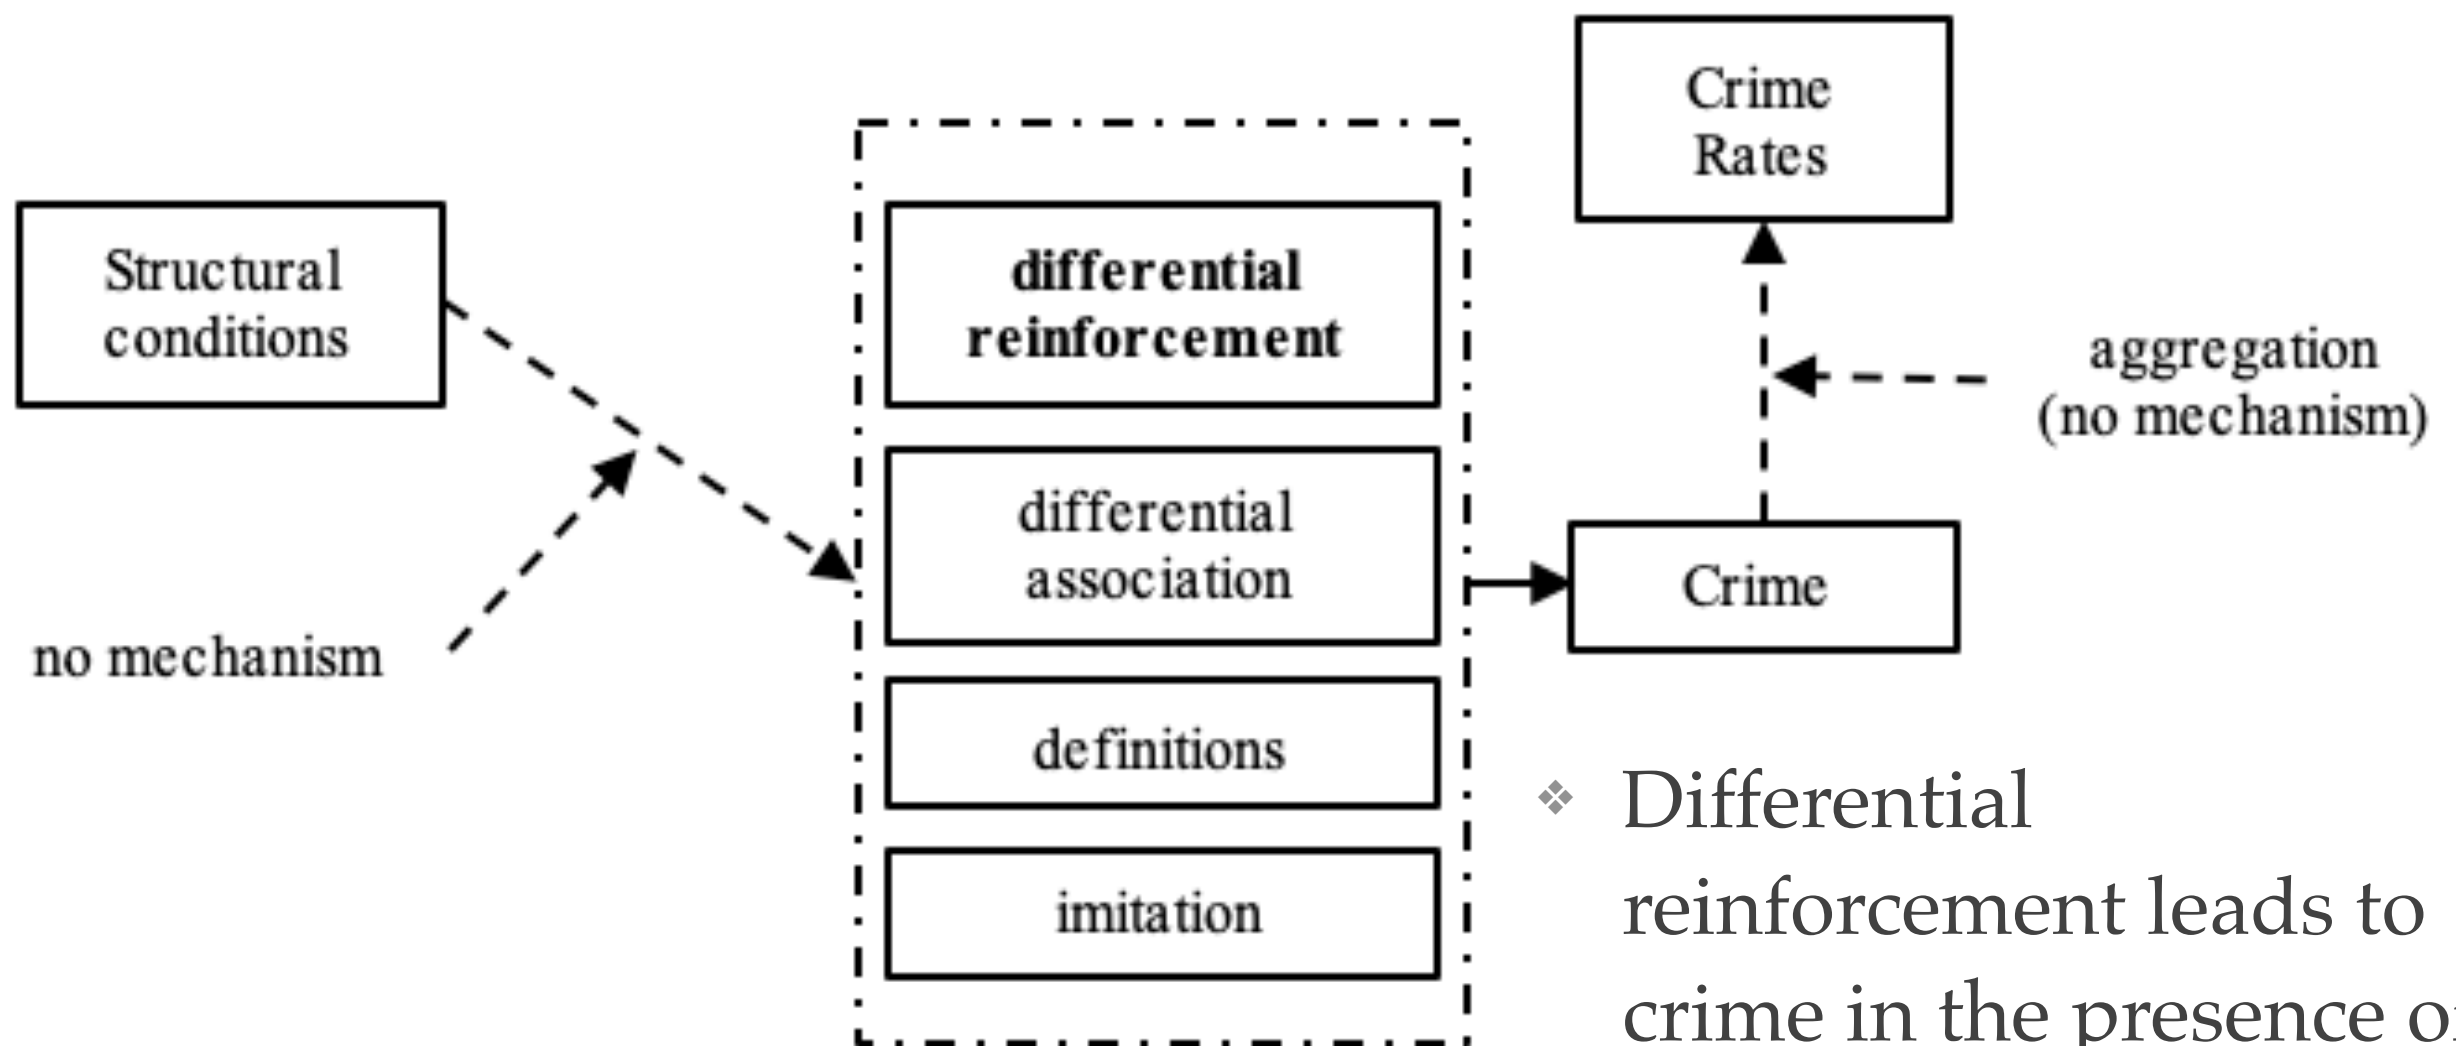 Crime
Rates
Structural
conditions
differential
reinforcement
aggregation
(no mechanism)
differential
association
Crime
no mechanism
definitions
imitation
❖ Differential
reinforcement leads to
crime in the presence